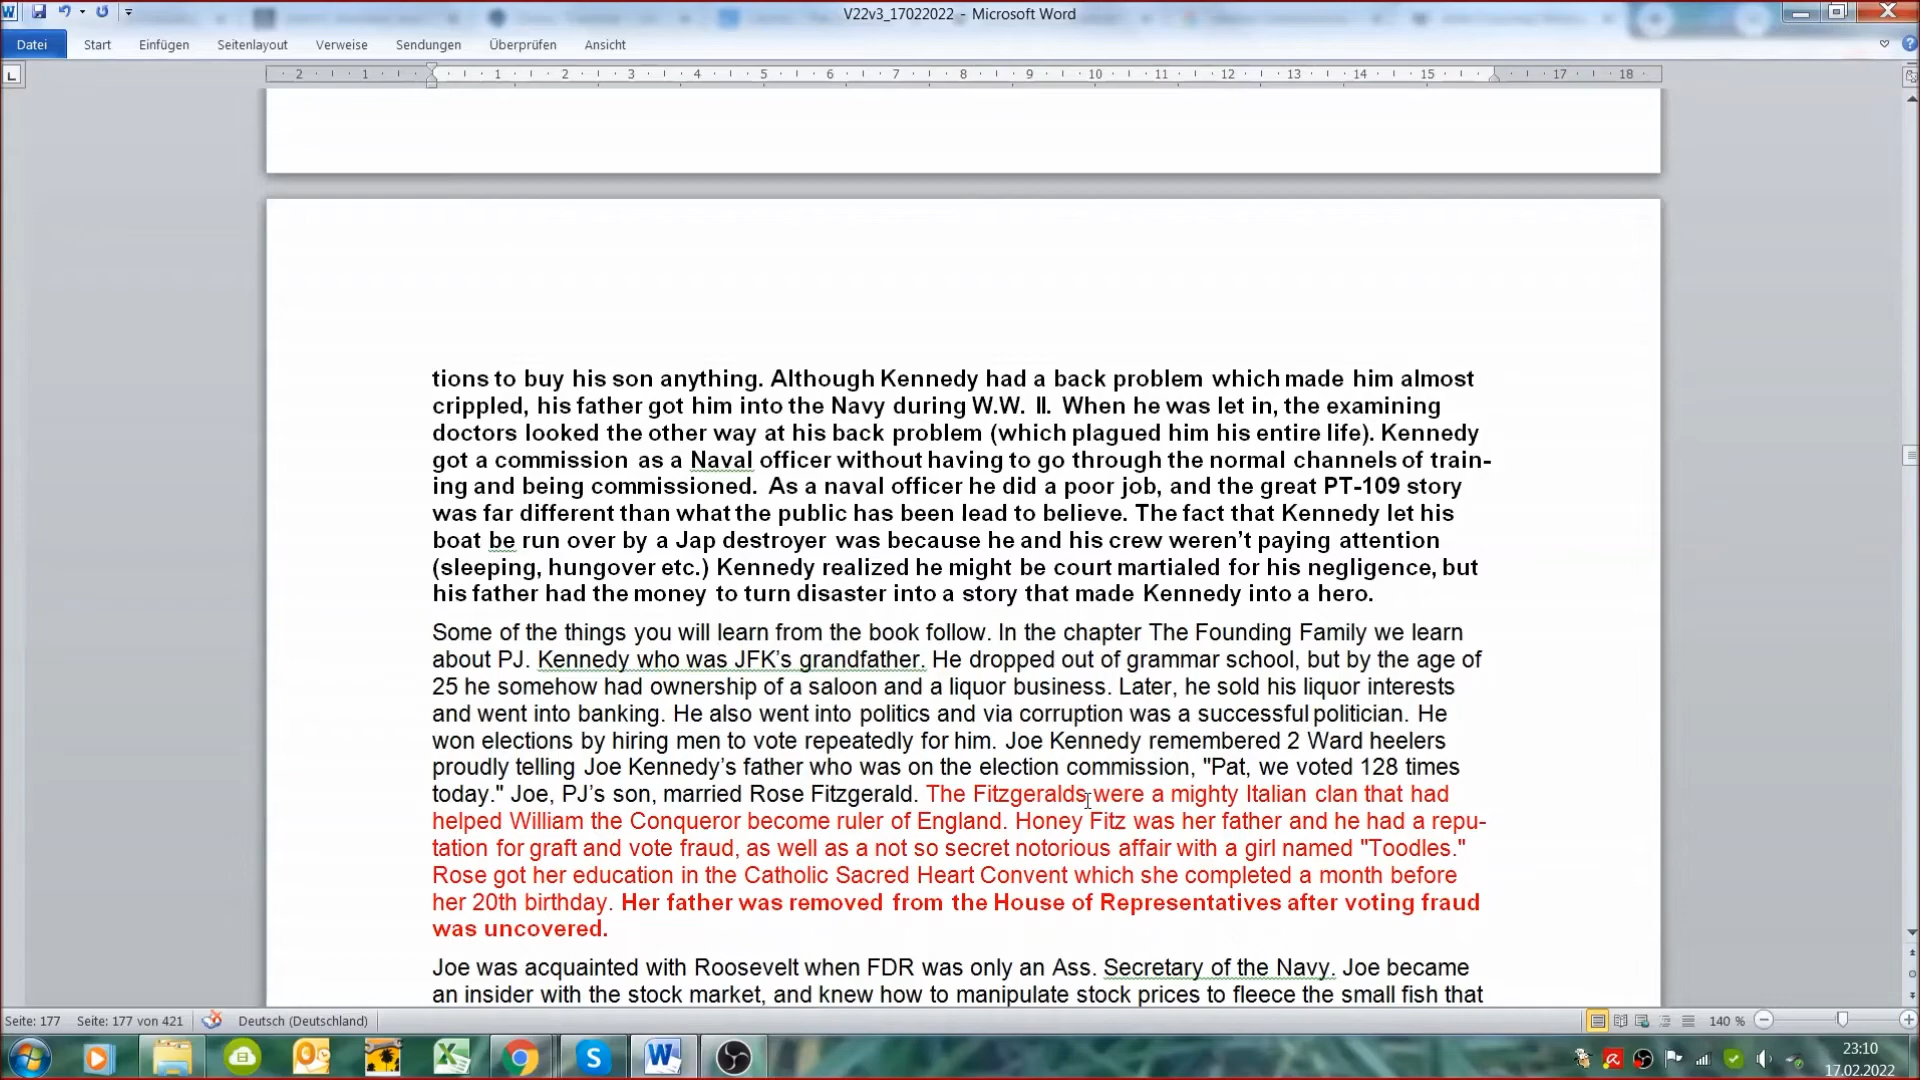 V22v3_17022022 - Microsoft Word
Datei Start Einfügen Seitenlayout Verweise Sendungen Überprüfen Ansicht
2 1 1 2 3 4 5 6 7 8 9 10 11 12 13 14 15 17 18
tions to buy his son anything. Although Kennedy had a back problem which made him almost
crippled, his father got him into the Navy during W.W. II. When he was let in, the examining
doctors looked the other way at his back problem (which plagued him his entire life). Kennedy
got a commission as a Naval officer without having to go through the normal channels of train-
ing and being commissioned. As a naval officer he did a poor job, and the great PT-109 story
was far different than what the public has been lead to believe. The fact that Kennedy let his
boat be run over by a Jap destroyer was because he and his crew weren’t paying attention
(sleeping, hungover etc.) Kennedy realized he might be court martialed for his negligence, but
his father had the money to turn disaster into a story that made Kennedy into a hero.
Some of the things you will learn from the book follow. In the chapter The Founding Family we learn
about PJ. Kennedy who was JFK’s grandfather. He dropped out of grammar school, but by the age of
25 he somehow had ownership of a saloon and a liquor business. Later, he sold his liquor interests
and went into banking. He also went into politics and via corruption was a successful politician. He
won elections by hiring men to vote repeatedly for him. Joe Kennedy remembered 2 Ward heelers
proudly telling Joe Kennedy’s father who was on the election commission, "Pat, we voted 128 times
today." Joe, PJ’s son, married Rose Fitzgerald. The Fitzgeralds were a mighty Italian clan that had
helped William the Conqueror become ruler of England. Honey Fitz was her father and he had a repu-
tation for graft and vote fraud, as well as a not so secret notorious affair with a girl named "Toodles."
Rose got her education in the Catholic Sacred Heart Convent which she completed a month before
her 20th birthday. Her father was removed from the House of Representatives after voting fraud
was uncovered.
Joe was acquainted with Roosevelt when FDR was only an Ass. Secretary of the Navy. Joe became
an insider with the stock market, and knew how to manipulate stock prices to fleece the small fish that
Seite: 177 Seite: 177 von 421 Deutsch (Deutschland) 140 %
23:10
17.02.2022